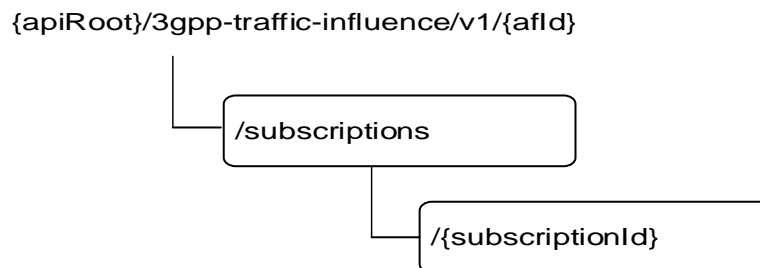 {apiRoot}/3gpp-traffic-influence/v1/{afId}
/subscriptions
/{subscriptionId}